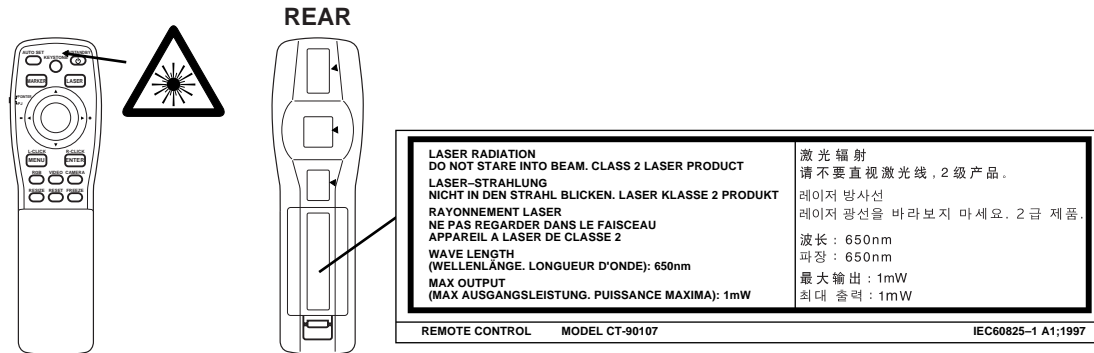 REAR
AUTO SET
KEYSTONE
STANDBY
MARKER
LASER
L-CLICK
R-CLICK
MENU
ENTER
RGB VIDEO CAMERA
RESIZE RESET FREEZE
LASER RADIATION
DO NOT STARE INTO BEAM. CLASS 2 LASER PRODUCT
LASER–STRAHLUNG
NICHT IN DEN STRAHL BLICKEN. LASER KLASSE 2 PRODUKT
RAYONNEMENT LASER
NE PAS REGARDER DANS LE FAISCEAU
APPAREIL A LASER DE CLASSE 2
WAVE LENGTH
(WELLENLÄNGE. LONGUEUR D'ONDE): 650nm
MAX OUTPUT
(MAX AUSGANGSLEISTUNG. PUISSANCE MAXIMA): 1mW
激光辐射
请不要直视激光线,2级产品。
레이저 방사선
레이저 광선을 바라보지 마세요. 2급 제품.
波长:650nm
파장:650nm
最大输出:1mW
최대 출력:1mW
REMOTE CONTROL MODEL CT-90107
IEC60825–1 A1;1997